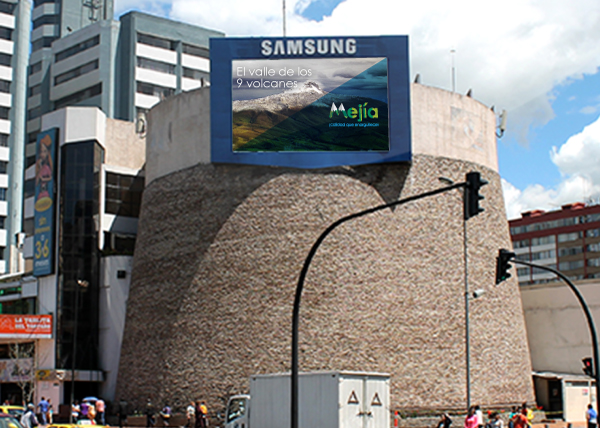 SAMSUNG
El valle de los
9 volcanes
Mejía
LA TABLITA
DEL TÁRTARO